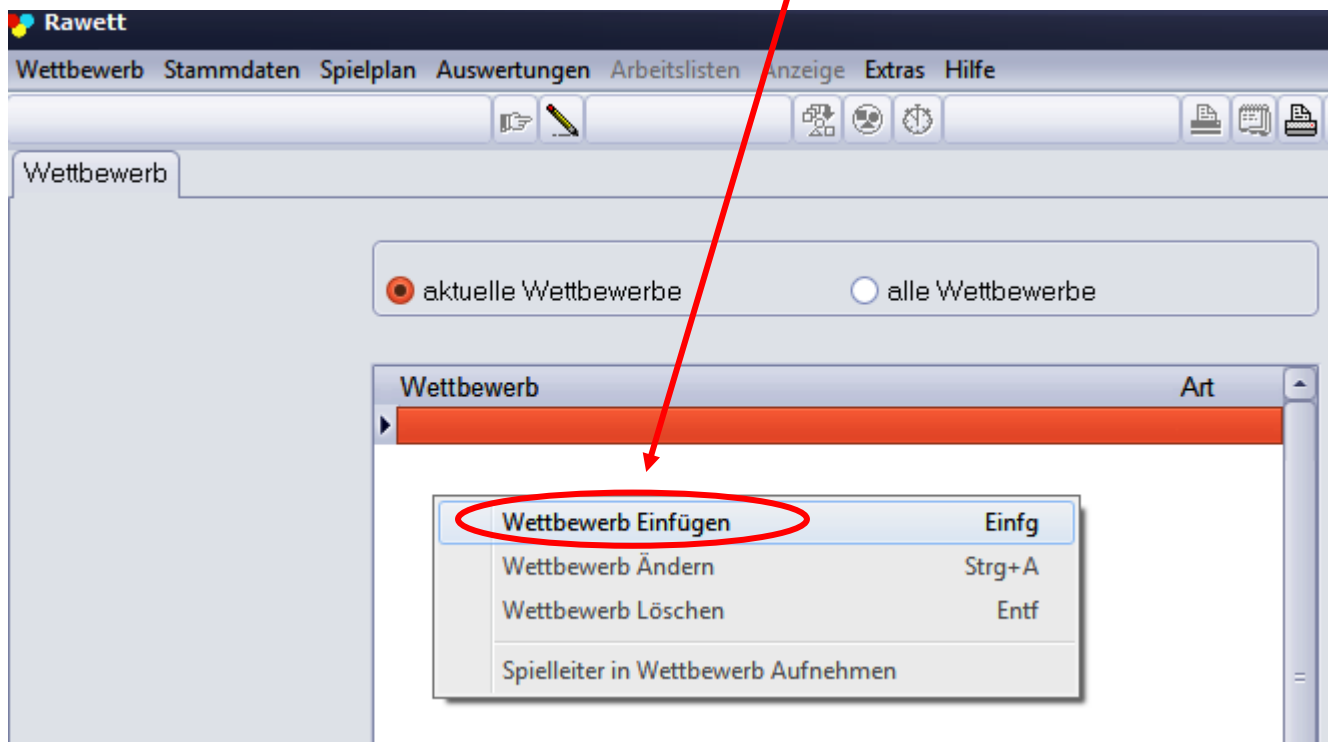 Rawett
Wettbewerb Stammdaten Spielplan Auswertungen Arbeitslisten Anzeige Extras Hilfe
Wettbewerb
aktuelle Wettbewerbe alle Wettbewerbe
Wettbewerb Art
Wettbewerb Einfügen Einfg
Wettbewerb Ändern Strg+A
Wettbewerb Löschen Entf
Spielleiter in Wettbewerb Aufnehmen